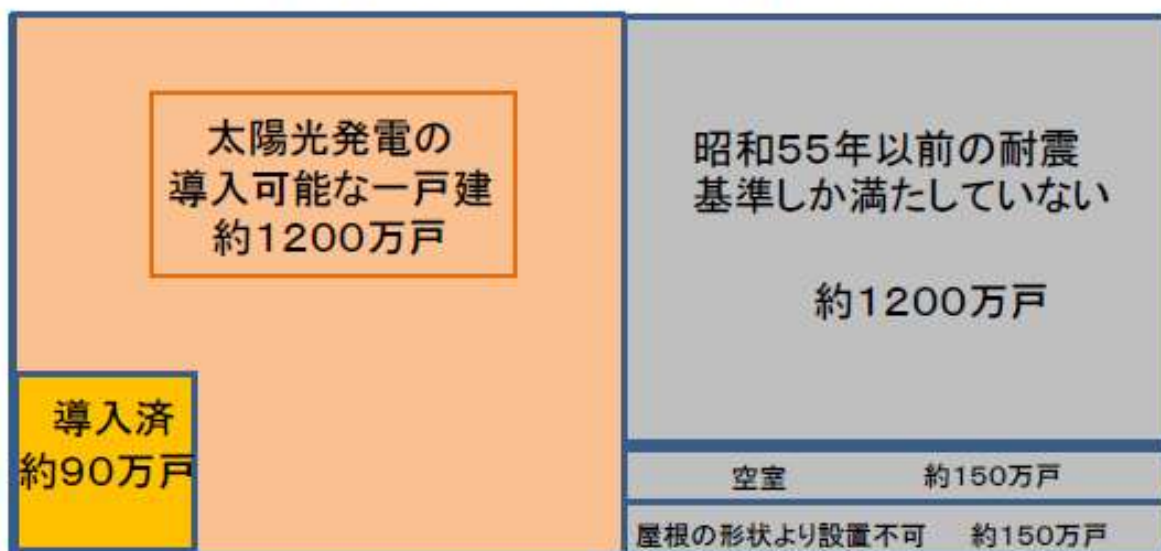 太陽光発電の
導入可能な一戸建
約1200万戸
導入済
約90万戸
昭和55年以前の耐震
基準しか満たしていない
約1200万戸
空室 約150万戸
屋根の形状より設置不可 約150万戸